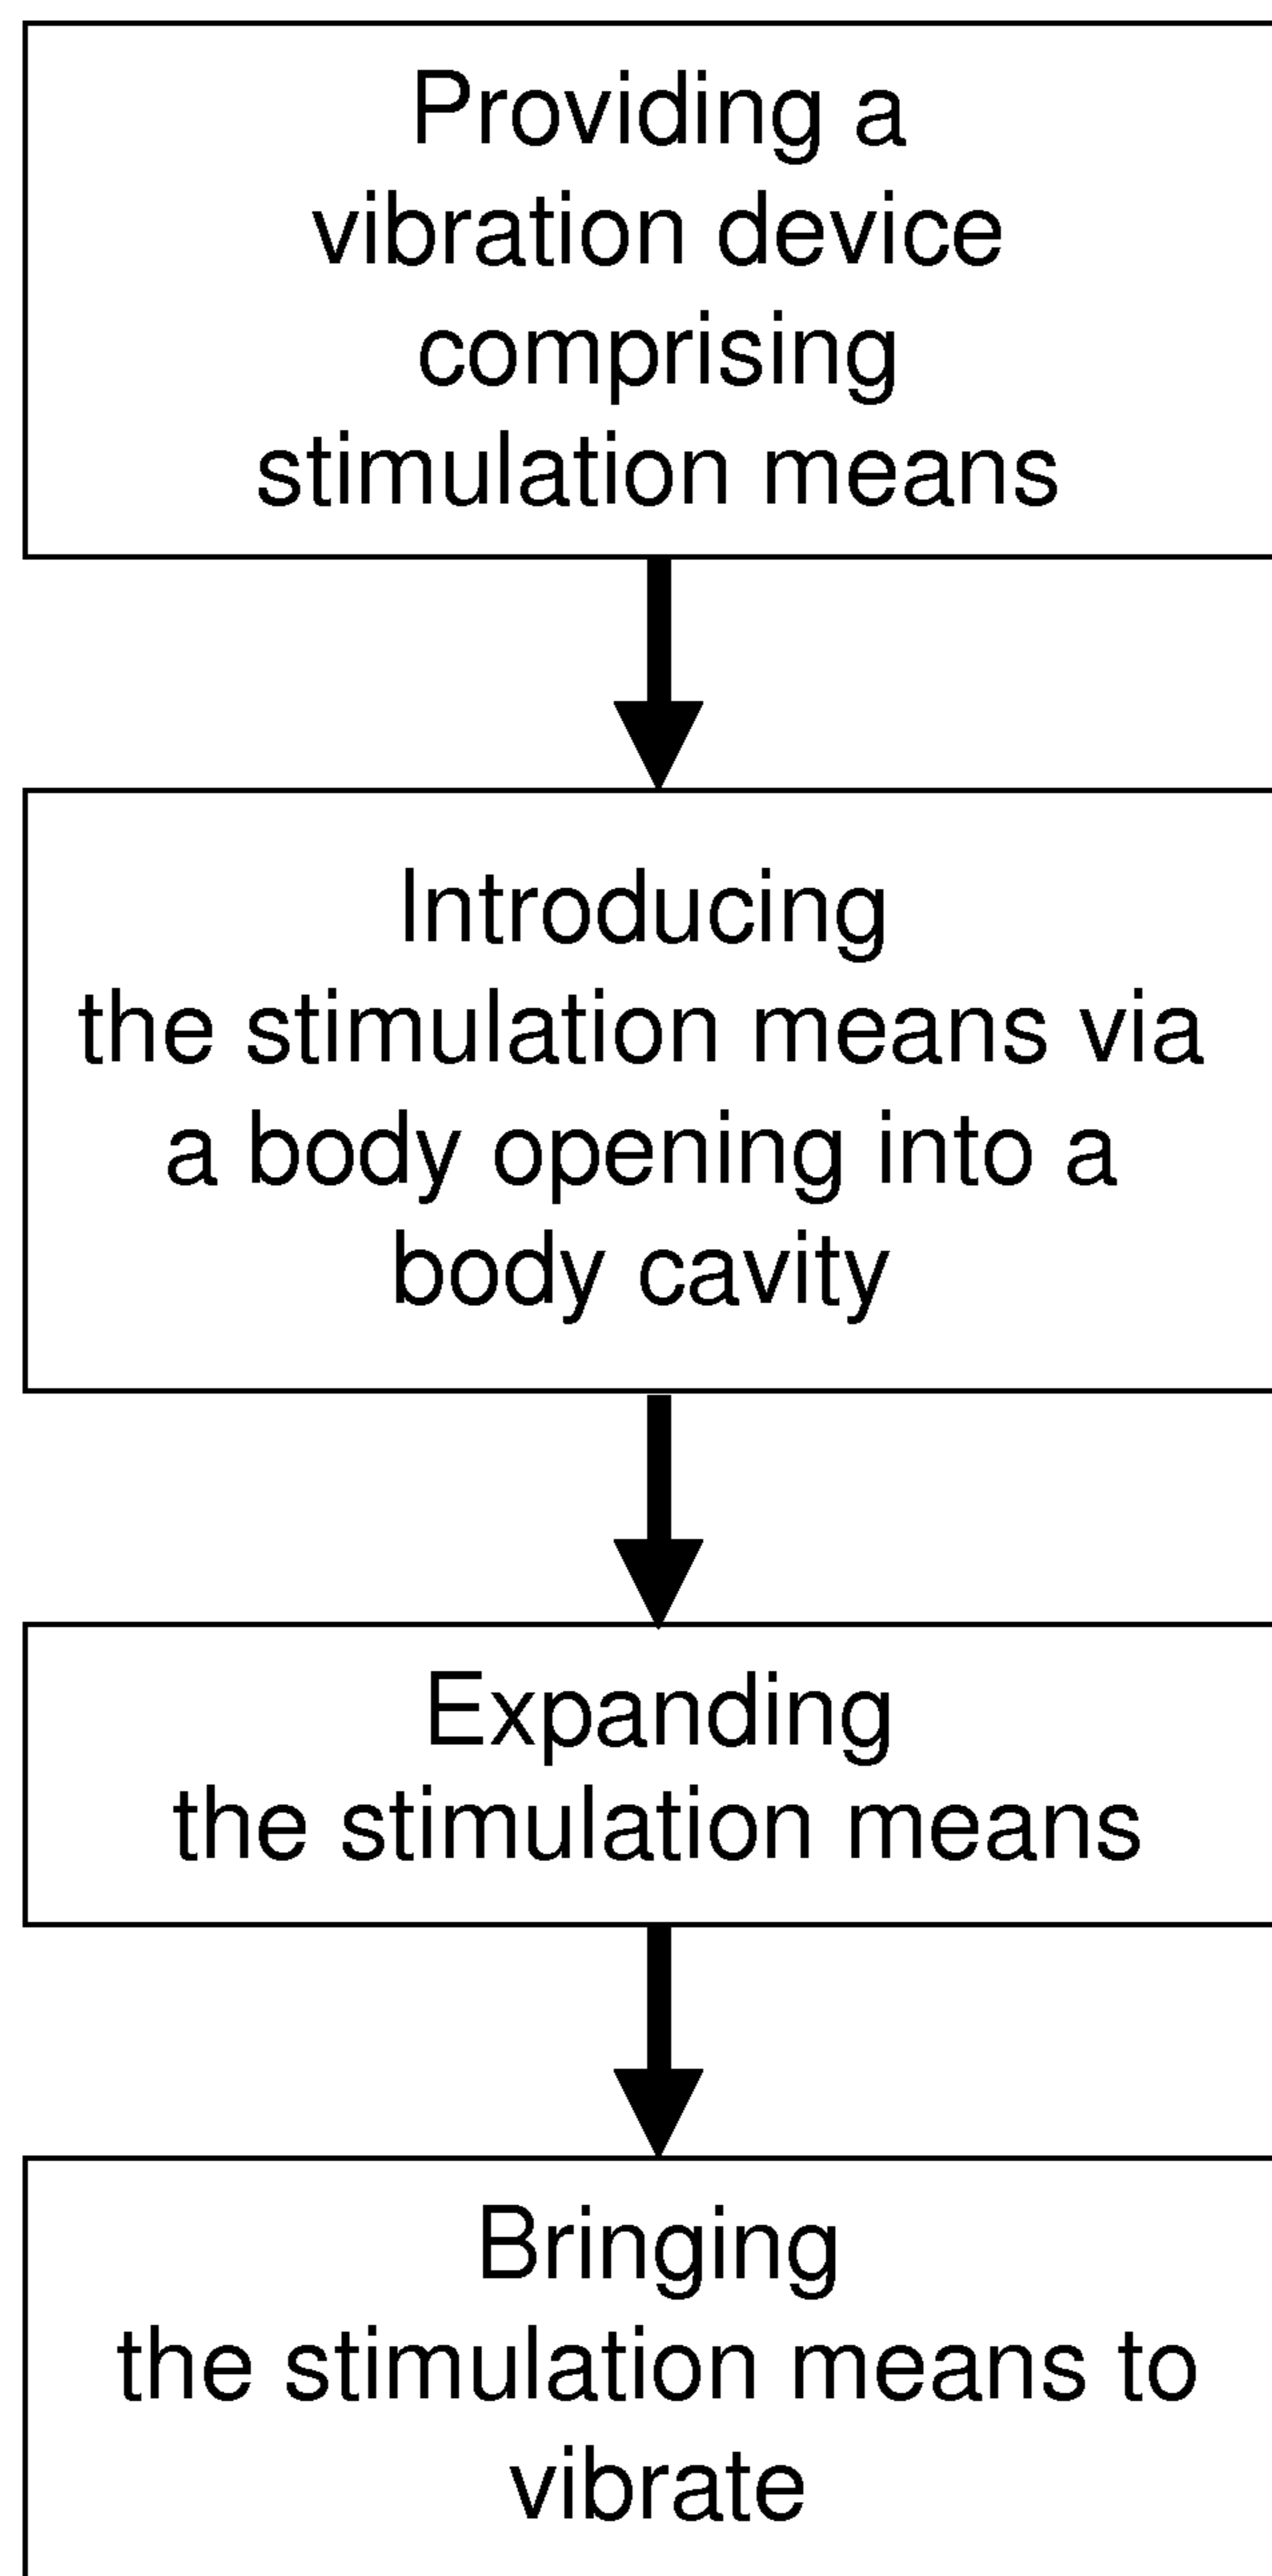 Providing a
vibration device
comprising
stimulation means
Introducing
the stimulation means via
a body opening into a
body cavity
Expanding
the stimulation means
Bringing
the stimulation means to
vibrate